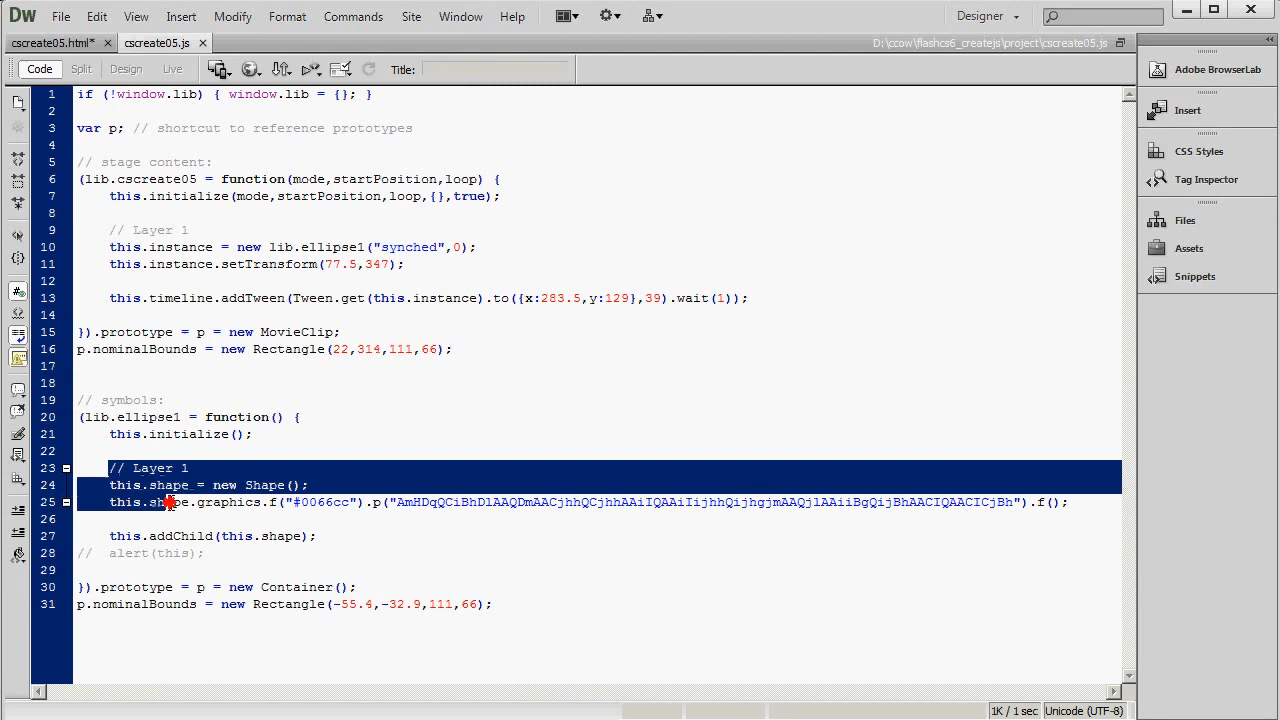 Dw File Edit View Insert Modify Format Commands Site Window Help Designer
cscreate05.html* cscreate05.js D:\ccow\flashcs6_createjs\project\cscreate05.js
Code Split Design Live Title:
1 if (!window.lib) { window.lib = {}; }
2
3 var p; // shortcut to reference prototypes
4
5 // stage content:
6 (lib.cscreate05 = function(mode,startPosition,loop) {
7 this.initialize(mode,startPosition,loop,{},true);
8
9 // Layer 1
10 this.instance = new lib.ellipse1("synched",0);
11 this.instance.setTransform(77.5,347);
12
13 this.timeline.addTween(Tween.get(this.instance).to({x:283.5,y:129},39).wait(1));
14
15 }).prototype = p = new MovieClip;
16 p.nominalBounds = new Rectangle(22,314,111,66);
17
18
19 // symbols:
20 (lib.ellipse1 = function() {
21 this.initialize();
22
23 // Layer 1
24 this.shape = new Shape();
25 this.shape.graphics.f("#0066cc").p("AmHDqQCiBhDlAAQDmAACjhhQCjhhAAiIQAAiIijhhQijhgjmAAQjlAAiiBgQijBhAACIQAACICjBh").f();
26
27 this.addChild(this.shape);
28 // alert(this);
29
30 }).prototype = p = new Container();
31 p.nominalBounds = new Rectangle(-55.4,-32.9,111,66);
Adobe BrowserLab
Insert
CSS Styles
Tag Inspector
Files
Assets
Snippets
1K / 1 sec Unicode (UTF-8)